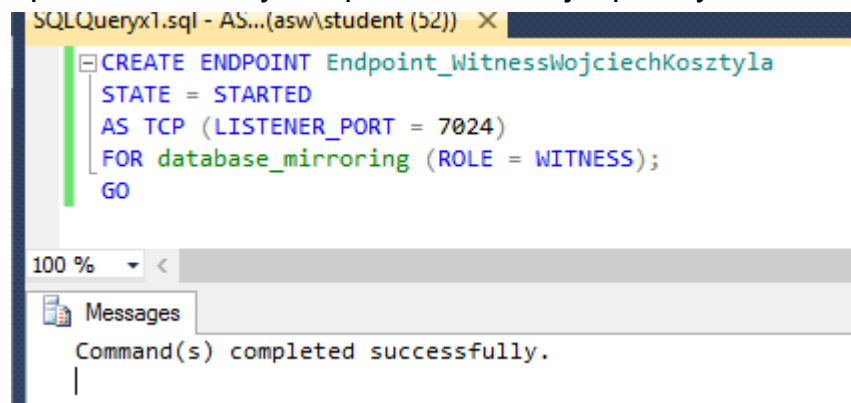 SQLQueryx1.sql - AS...(asw\student (52))
CREATE ENDPOINT Endpoint_WitnessWojciechKosztyla
STATE = STARTED
AS TCP (LISTENER_PORT = 7024)
FOR database_mirroring (ROLE = WITNESS);
GO
100 %
Messages
Command(s) completed successfully.